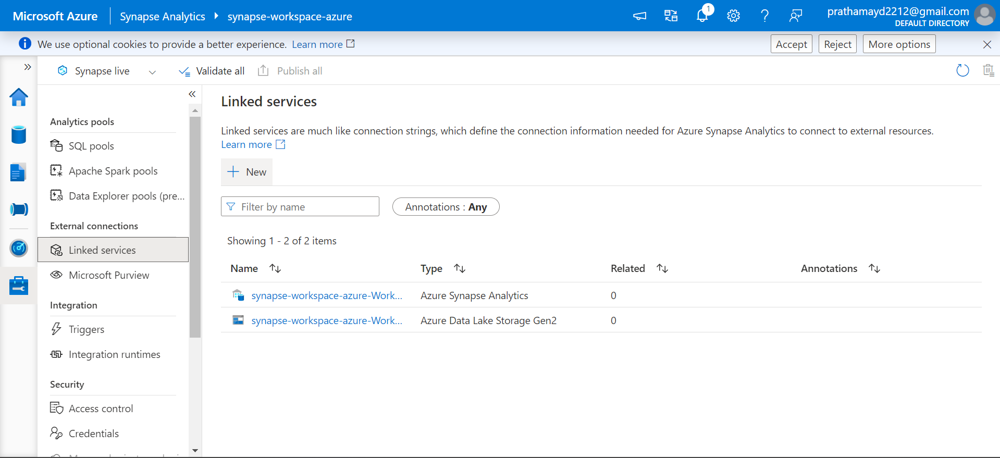 Microsoft Azure
Synapse Analytics
synapse-workspace-azure
1
prathamayd2212@gmail.com
DEFAULT DIRECTORY
We use optional cookies to provide a better experience. Learn more
Accept
Reject
More options
Synapse live
Validate all
Publish all
Analytics pools
SQL pools
Apache Spark pools
Data Explorer pools (pre...
External connections
Linked services
Microsoft Purview
Integration
Triggers
Integration runtimes
Security
Access control
Credentials
Linked services
Linked services are much like connection strings, which define the connection information needed for Azure Synapse Analytics to connect to external resources.
Learn more
New
Filter by name
Annotations : Any
Showing 1 - 2 of 2 items
Name Type Related Annotations
synapse-workspace-azure-Work... Azure Synapse Analytics 0
synapse-workspace-azure-Work... Azure Data Lake Storage Gen2 0